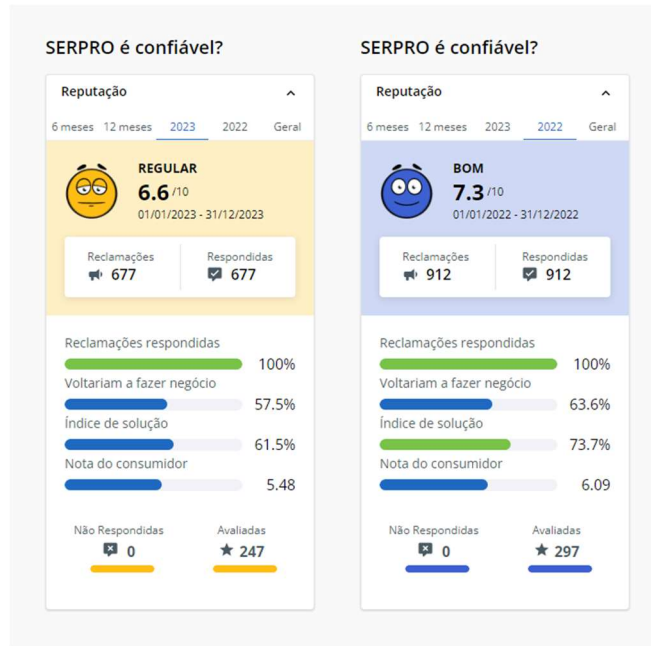 SERPRO é confiável?
Reputação
6 meses 12 meses 2023 2022 Geral
REGULAR
6.6 /10
01/01/2023 - 31/12/2023
Reclamações Respondidas
677 677
Reclamações respondidas
100%
Voltariam a fazer negócio
57.5%
Índice de solução
61.5%
Nota do consumidor
5.48
Não Respondidas Avaliadas
0 247
SERPRO é confiável?
Reputação
6 meses 12 meses 2023 2022 Geral
BOM
7.3 /10
01/01/2022 - 31/12/2022
Reclamações Respondidas
912 912
Reclamações respondidas
100%
Voltariam a fazer negócio
63.6%
Índice de solução
73.7%
Nota do consumidor
6.09
Não Respondidas Avaliadas
0 297